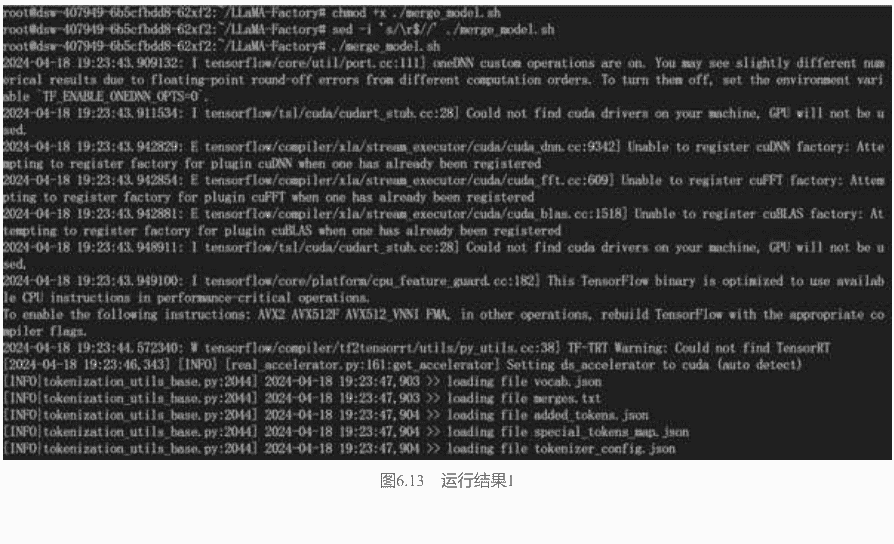 root@dsw-407949-6b5cfbdd8-62xf2:~/LLaMA-Factory# chmod +x ./merge_model.sh
root@dsw-407949-6b5cfbdd8-62xf2:~/LLaMA-Factory# sed -i 's/\r$//' ./merge_model.sh
root@dsw-407949-6b5cfbdd8-62xf2:~/LLaMA-Factory# ./merge_model.sh
2024-04-18 19:23:43.909132: I tensorflow/core/util/port.cc:111] oneDNN custom operations are on. You may see slightly different num
erical results due to floating-point round-off errors from different computation orders. To turn them off, set the environment vari
able `TF_ENABLE_ONEDNN_OPTS=0`.
2024-04-18 19:23:43.911534: I tensorflow/tsl/cuda/cudart_stub.cc:28] Could not find cuda drivers on your machine, GPU will not be u
sed.
2024-04-18 19:23:43.942829: E tensorflow/compiler/xla/stream_executor/cuda/cuda_dnn.cc:9342] Unable to register cuDNN factory: Atte
mpting to register factory for plugin cuDNN when one has already been registered
2024-04-18 19:23:43.942854: E tensorflow/compiler/xla/stream_executor/cuda/cuda_fft.cc:609] Unable to register cuFFT factory: Attem
pting to register factory for plugin cuFFT when one has already been registered
2024-04-18 19:23:43.942881: E tensorflow/compiler/xla/stream_executor/cuda/cuda_blas.cc:1518] Unable to register cuBLAS factory: At
tempting to register factory for plugin cuBLAS when one has already been registered
2024-04-18 19:23:43.948911: I tensorflow/tsl/cuda/cudart_stub.cc:28] Could not find cuda drivers on your machine, GPU will not be u
sed.
2024-04-18 19:23:43.949100: I tensorflow/core/platform/cpu_feature_guard.cc:182] This TensorFlow binary is optimized to use availab
le CPU instructions in performance-critical operations.
To enable the following instructions: AVX2 AVX512F AVX512_VNNI FMA, in other operations, rebuild TensorFlow with the appropriate co
mpiler flags.
2024-04-18 19:23:44.572340: W tensorflow/compiler/tf2tensorrt/utils/py_utils.cc:38] TF-TRT Warning: Could not find TensorRT
[2024-04-18 19:23:46,343] [INFO] [real_accelerator.py:161:get_accelerator] Setting ds_accelerator to cuda (auto detect)
[INFO|tokenization_utils_base.py:2044] 2024-04-18 19:23:47,903 >> loading file vocab.json
[INFO|tokenization_utils_base.py:2044] 2024-04-18 19:23:47,903 >> loading file merges.txt
[INFO|tokenization_utils_base.py:2044] 2024-04-18 19:23:47,904 >> loading file added_tokens.json
[INFO|tokenization_utils_base.py:2044] 2024-04-18 19:23:47,904 >> loading file special_tokens_map.json
[INFO|tokenization_utils_base.py:2044] 2024-04-18 19:23:47,904 >> loading file tokenizer_config.json
图6.13 运行结果1